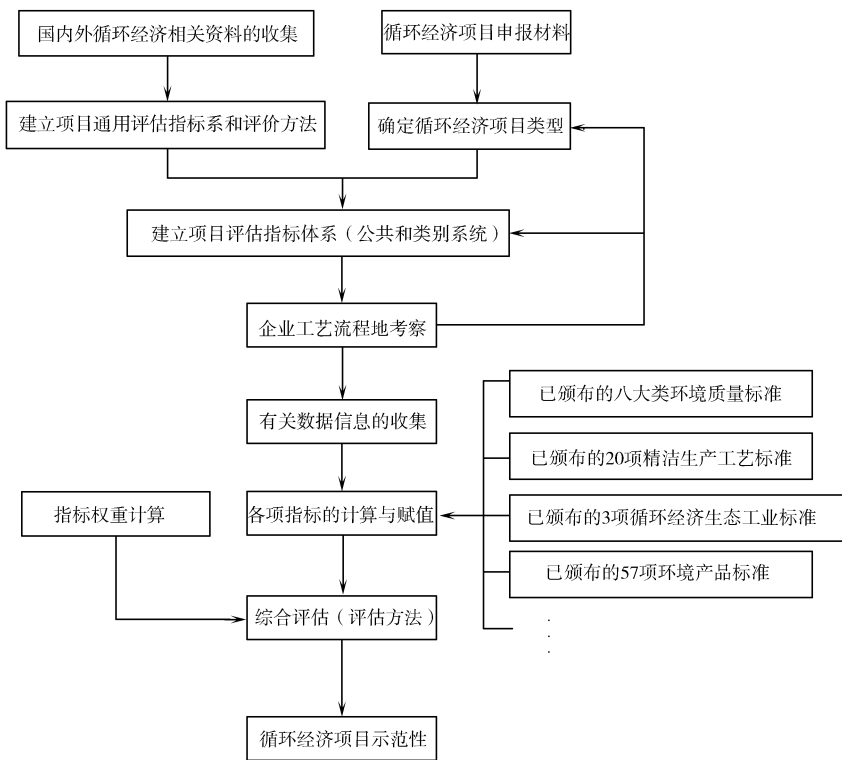 国内外循环经济相关资料的收集
循环经济项目申报材料
建立项目通用评估指标系和评价方法
确定循环经济项目类型
建立项目评估指标体系（公共和类别系统）
企业工艺流程地考察
有关数据信息的收集
已颁布的八大类环境质量标准
已颁布的20项精洁生产工艺标准
指标权重计算
各项指标的计算与赋值
已颁布的3项循环经济生态工业标准
已颁布的57项环境产品标准
综合评估（评估方法）
循环经济项目示范性